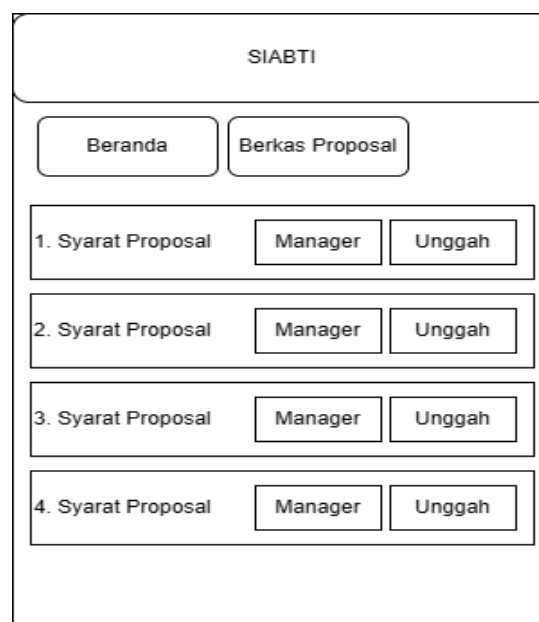 SIABTI
Beranda Berkas Proposal
1. Syarat Proposal Manager Unggah
2. Syarat Proposal Manager Unggah
3. Syarat Proposal Manager Unggah
4. Syarat Proposal Manager Unggah